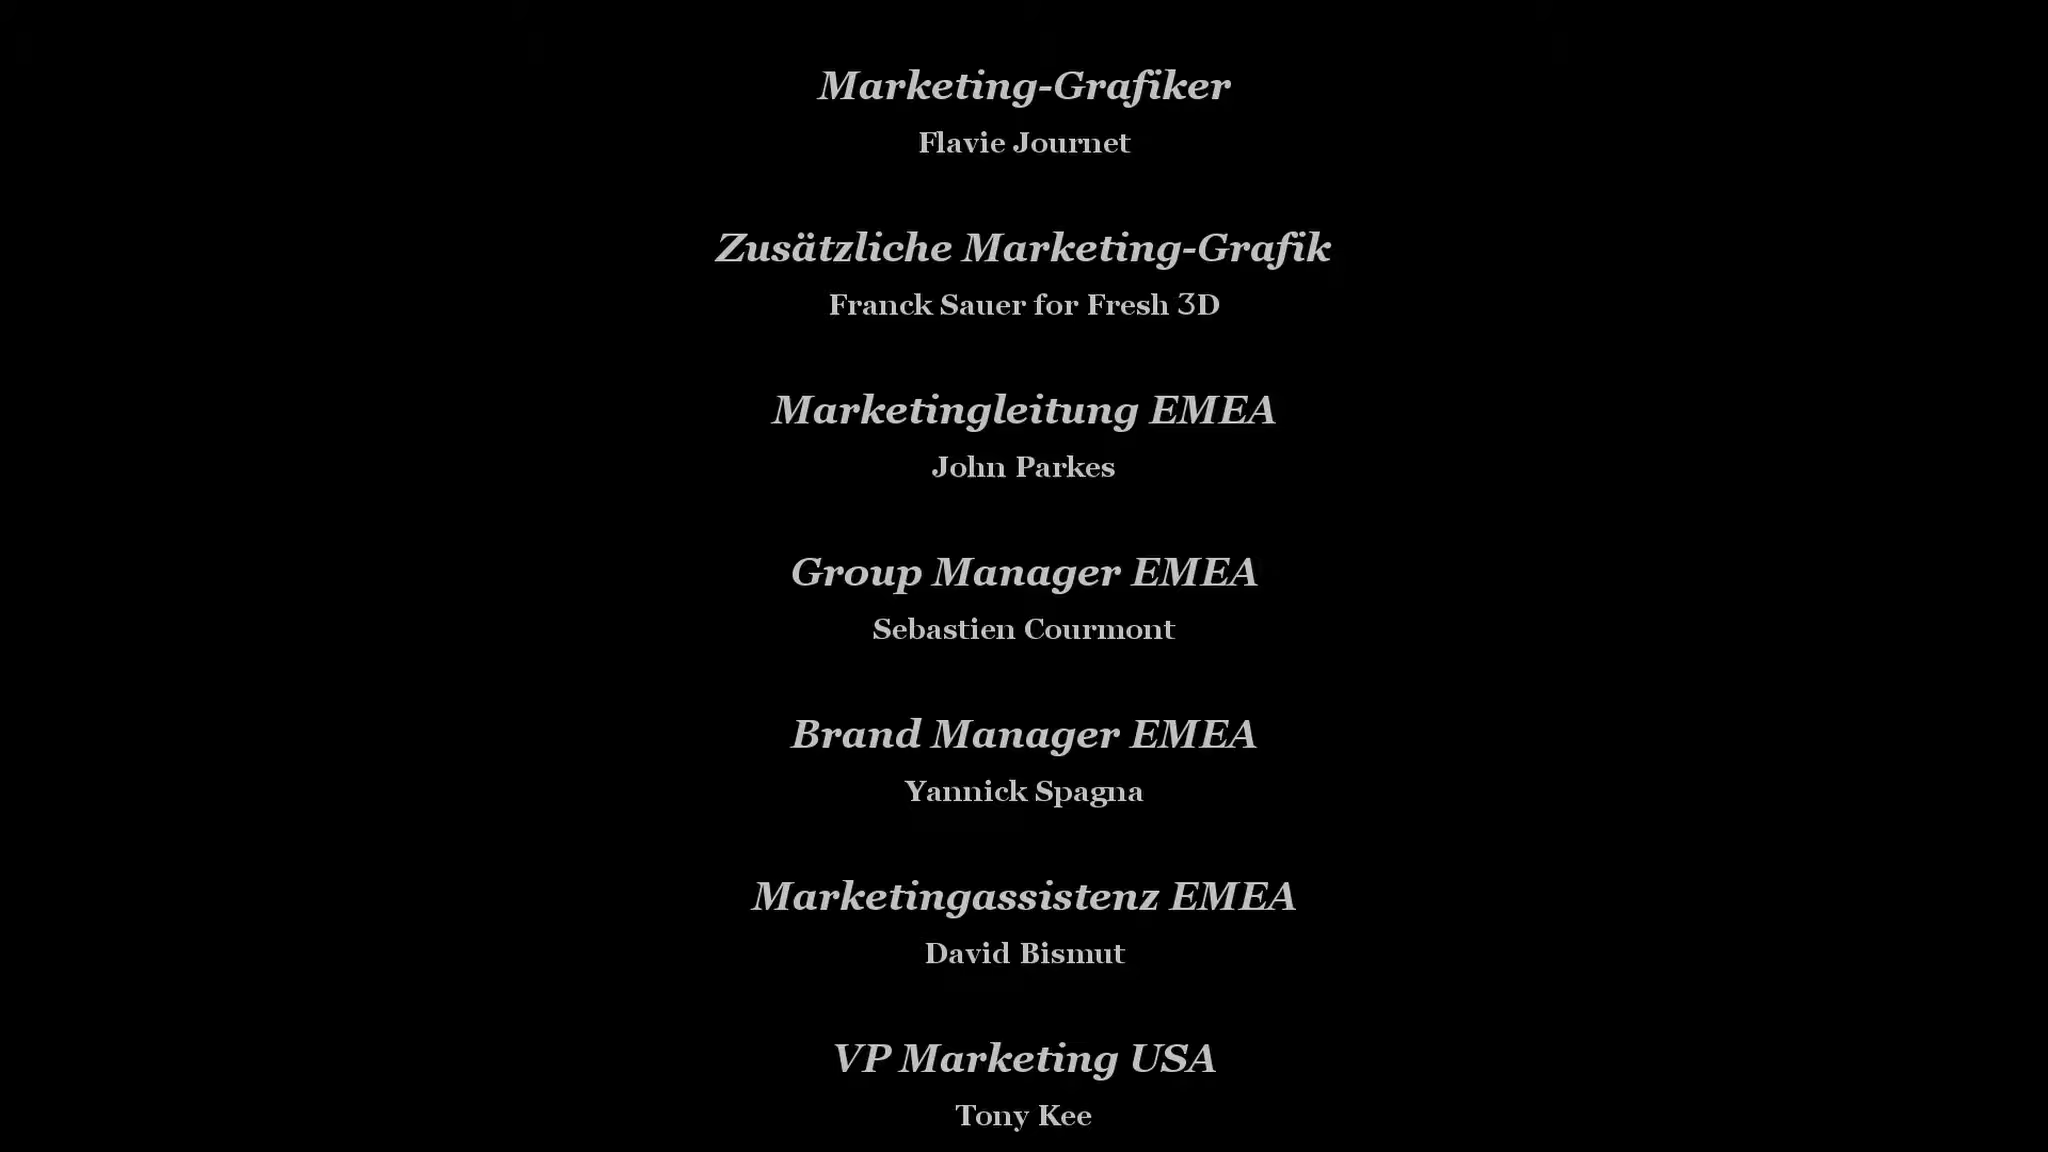 Marketing-Grafiker
Flavie Journet
Zusätzliche Marketing-Grafik
Franck Sauer for Fresh 3D
Marketingleitung EMEA
John Parkes
Group Manager EMEA
Sebastien Courmont
Brand Manager EMEA
Yannick Spagna
Marketingassistenz EMEA
David Bismut
VP Marketing USA
Tony Kee